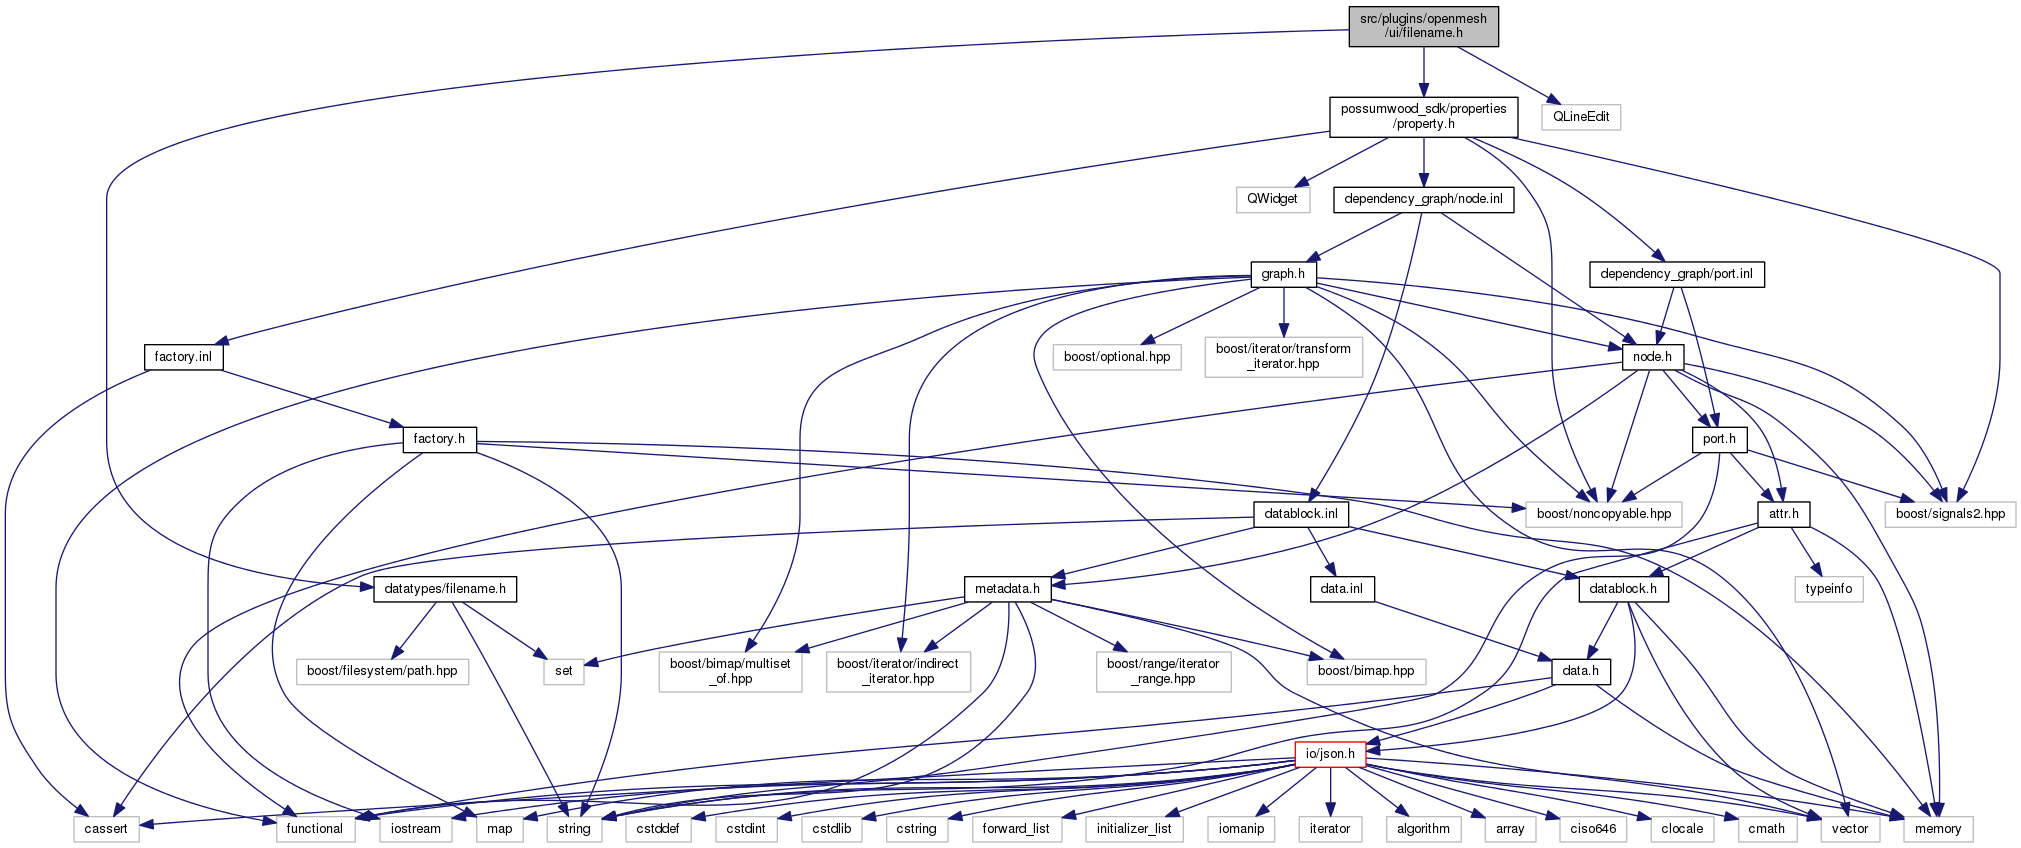 src/plugins/openmesh
/ui/filename.h
possumwood_sdk/properties
/property.h
QLineEdit
QWidget
dependency_graph/node.inl
graph.h
dependency_graph/port.inl
factory.inl
boost/optional.hpp
boost/iterator/transform
_iterator.hpp
node.h
factory.h
port.h
datablock.inl
boost/noncopyable.hpp
attr.h
boost/signals2.hpp
datatypes/filename.h
metadata.h
data.inl
datablock.h
typeinfo
boost/filesystem/path.hpp
set
boost/bimap/multiset
_of.hpp
boost/iterator/indirect
_iterator.hpp
boost/range/iterator
_range.hpp
boost/bimap.hpp
data.h
io/json.h
cassert
functional
iostream
map
string
cstddef
cstdint
cstdlib
cstring
forward_list
initializer_list
iomanip
iterator
algorithm
array
ciso646
clocale
cmath
vector
memory